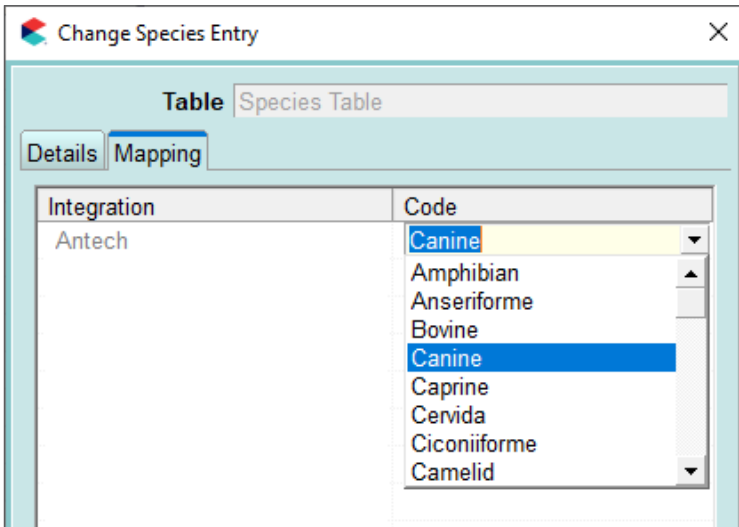 Change Species Entry
Table Species Table
Details Mapping
Integration Code
Antech Canine
Amphibian
Anseriforme
Bovine
Canine
Caprine
Cervida
Ciconiiforme
Camelid